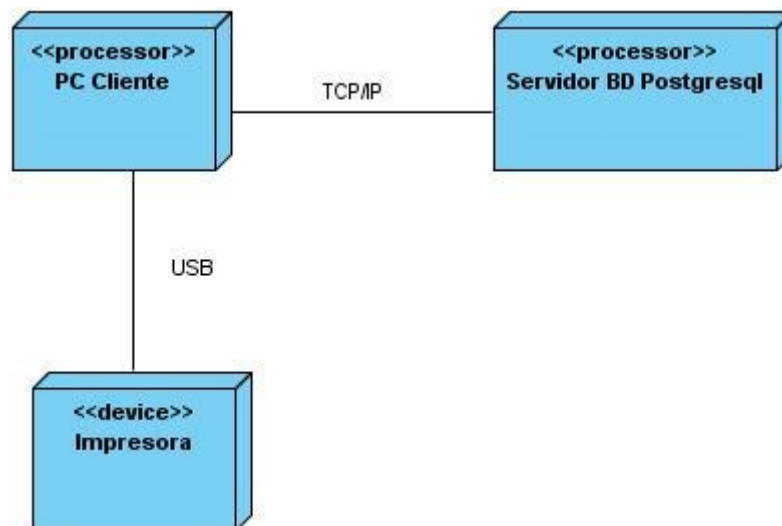 <<processor>>
PC Cliente
TCP/IP
<<processor>>
Servidor BD Postgresql
USB
<<device>>
Impresora